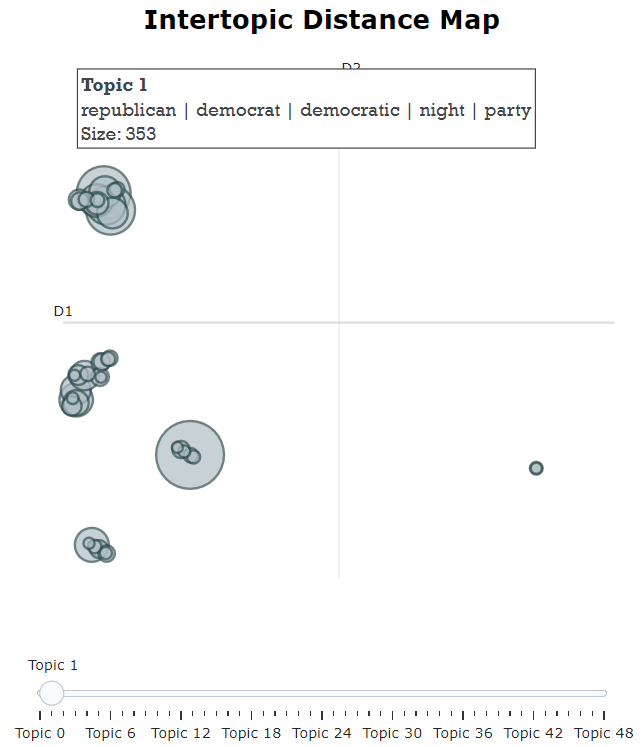 Intertopic Distance Map
D2
Topic 1
republican | democrat | democratic | night | party
Size: 353
D1
Topic 1
Topic 0 Topic 6 Topic 12 Topic 18 Topic 24 Topic 30 Topic 36 Topic 42 Topic 48